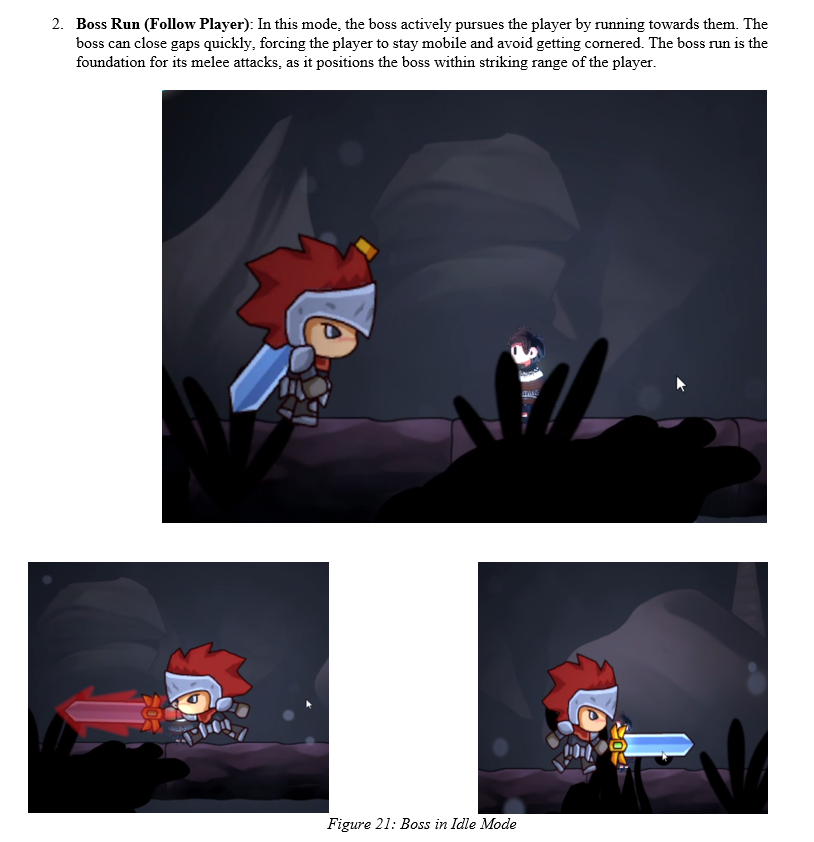 2. Boss Run (Follow Player): In this mode, the boss actively pursues the player by running towards them. The
boss can close gaps quickly, forcing the player to stay mobile and avoid getting cornered. The boss run is the
foundation for its melee attacks, as it positions the boss within striking range of the player.
Figure 21: Boss in Idle Mode